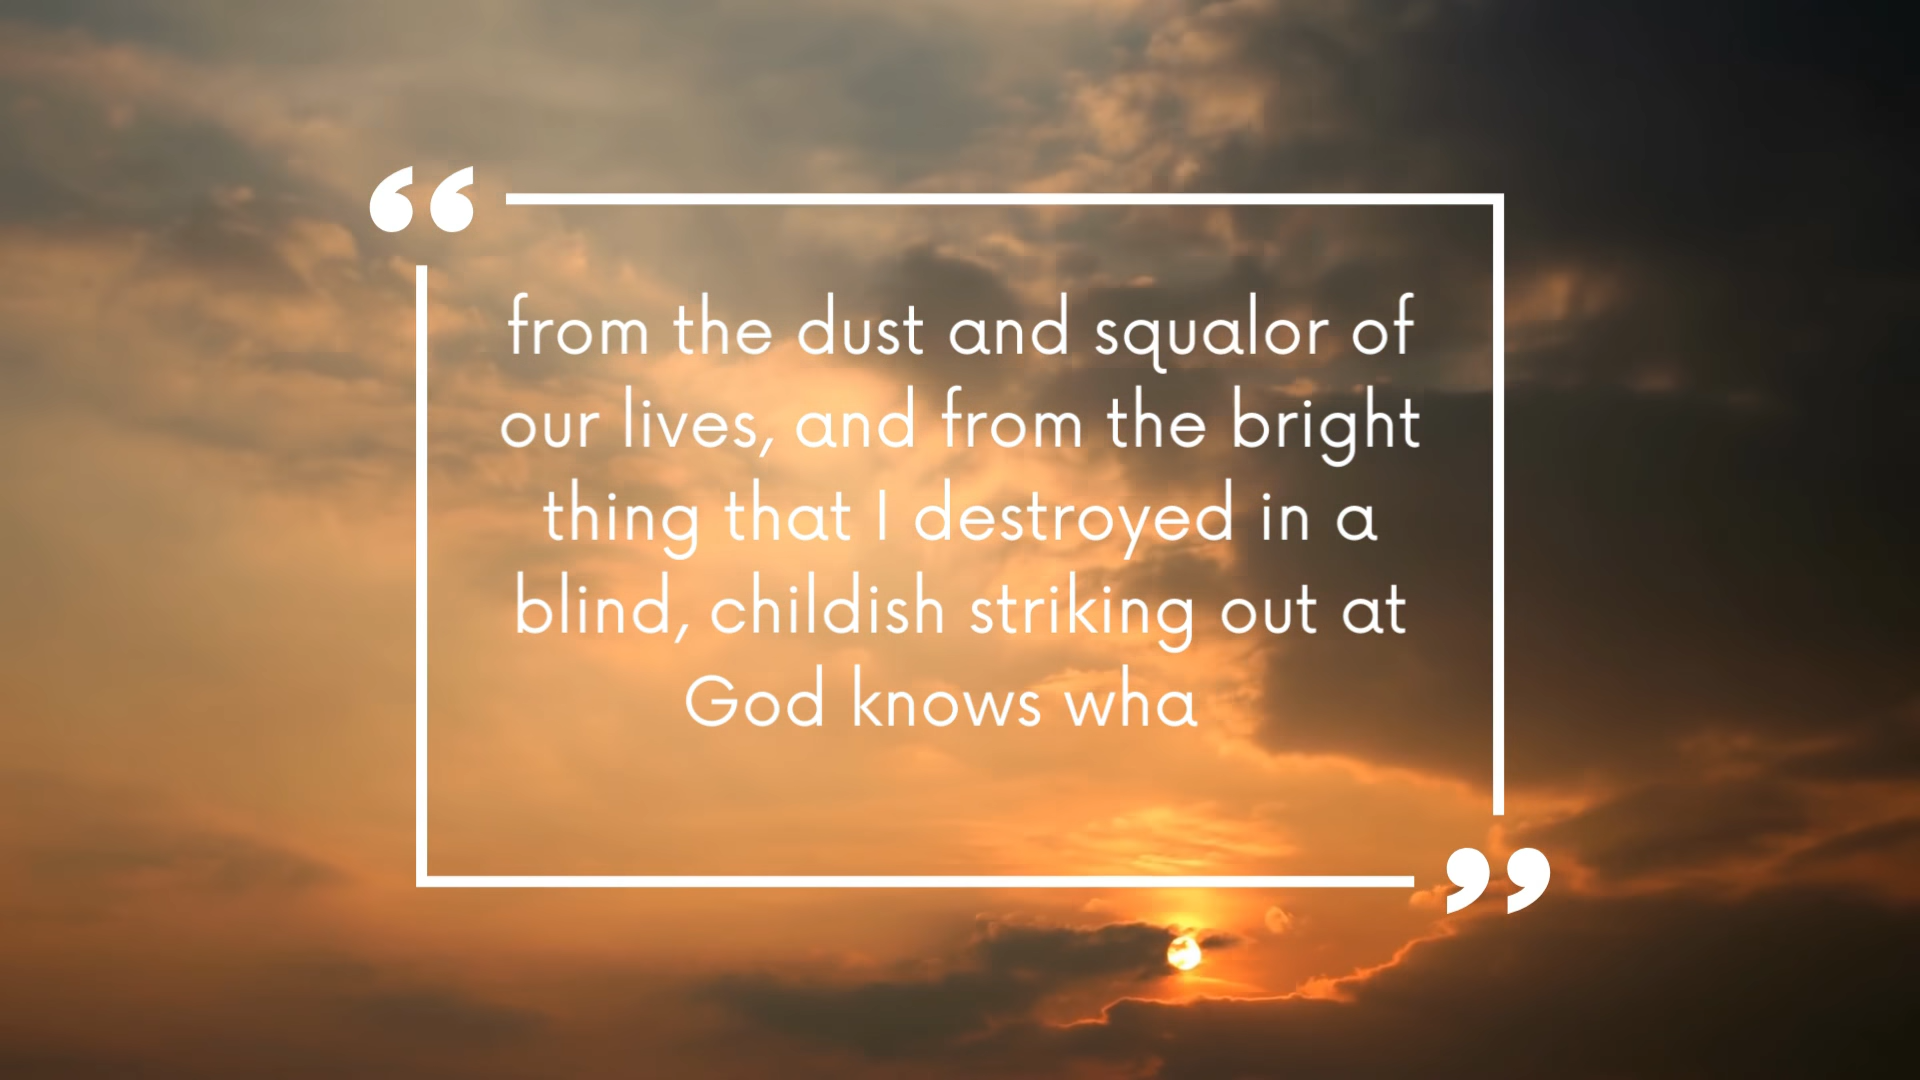 “
from the dust and squalor of
our lives, and from the bright
thing that I destroyed in a
blind, childish striking out at
God knows wha
”